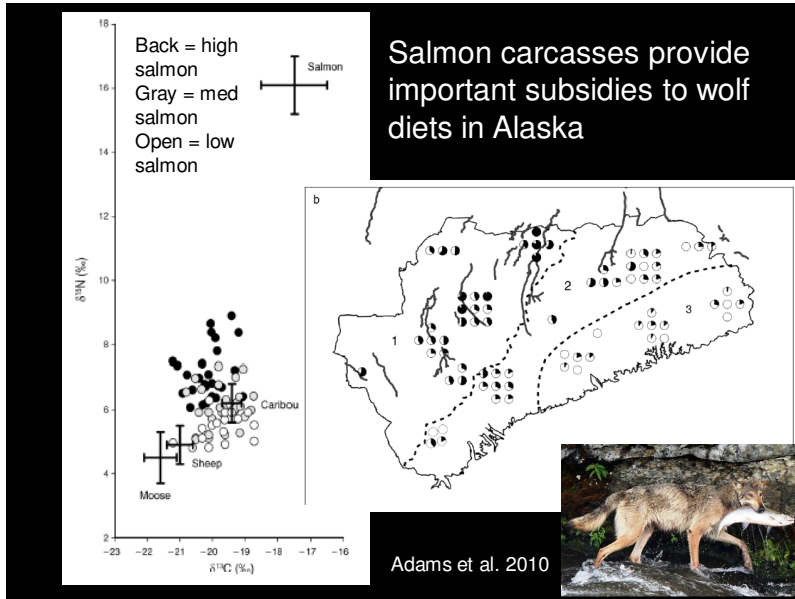 Salmon carcasses provide
important subsidies to wolf
diets in Alaska
Back = high
salmon
Gray = med
salmon
Open = low
salmon
18
16
14
12
10
8
6
4
2
δ¹⁵N (‰)
Salmon
Caribou
Sheep
Moose
−23
−22
−21
−20
−19
−18
−17
−16
δ¹³C (‰)
b
1
2
3
Adams et al. 2010